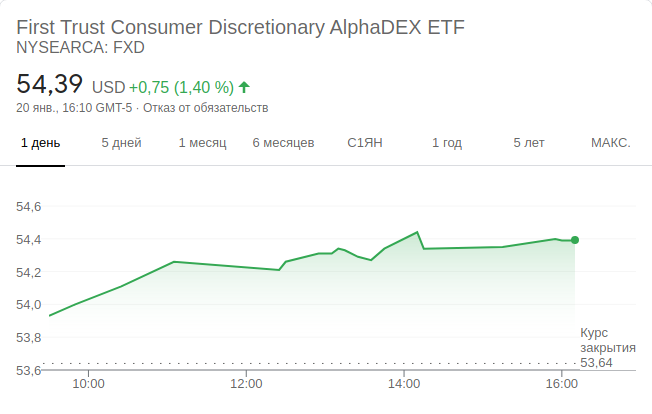 First Trust Consumer Discretionary AlphaDEX ETF
NYSEARCA: FXD
54,39 USD +0,75 (1,40 %)
20 янв., 16:10 GMT-5 · Отказ от обязательств
1 день 5 дней 1 месяц 6 месяцев С1ЯН 1 год 5 лет МАКС.
54,6
54,4
54,2
54,0
53,8
53,6
Курс
закрытия
53,64
10:00 12:00 14:00 16:00